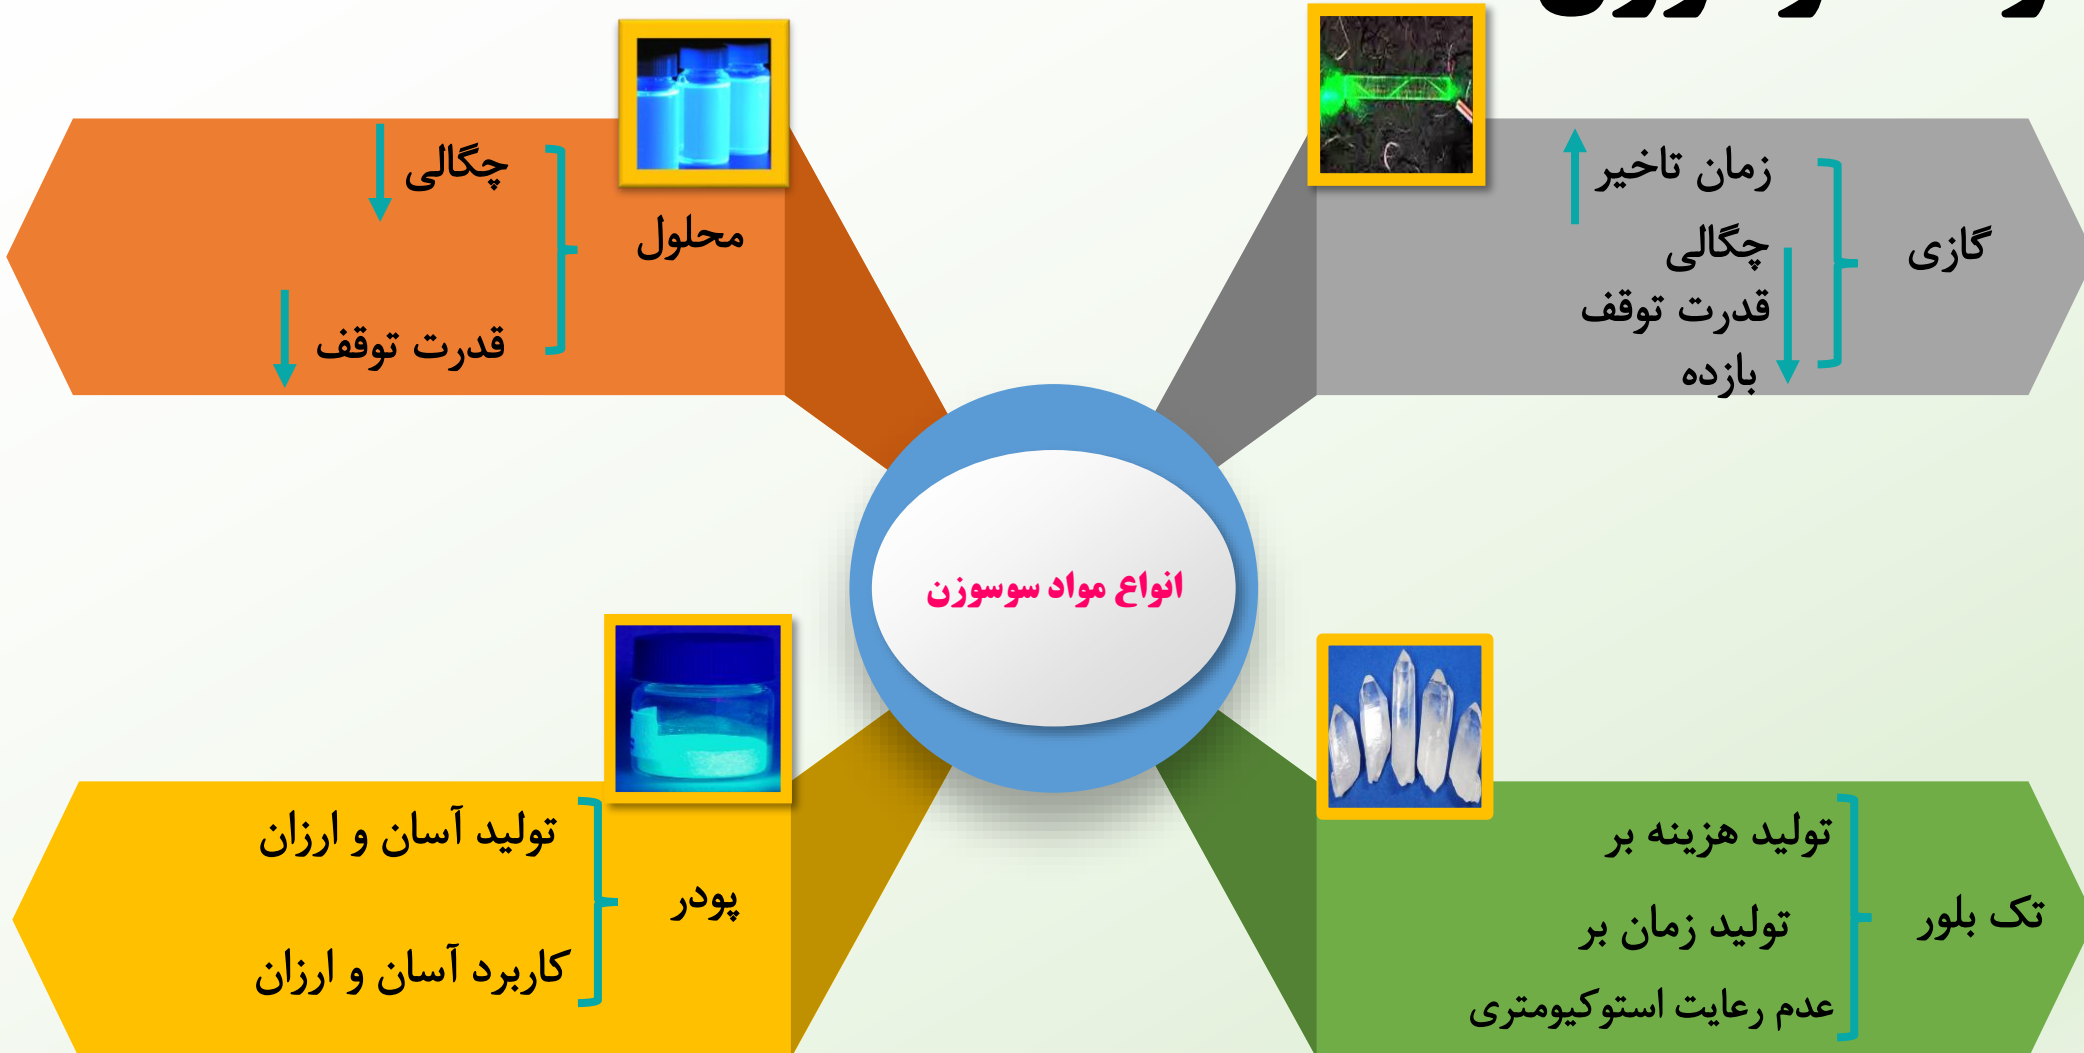 زمان تاخیر
چگالی
قدرت توقف
بازده
گازی
چگالی
محلول
قدرت توقف
انواع مواد سوسوزن
تولید هزینه بر
تولید زمان بر
عدم رعایت استوکیومتری
تک بلور
تولید آسان و ارزان
پودر
کاربرد آسان و ارزان